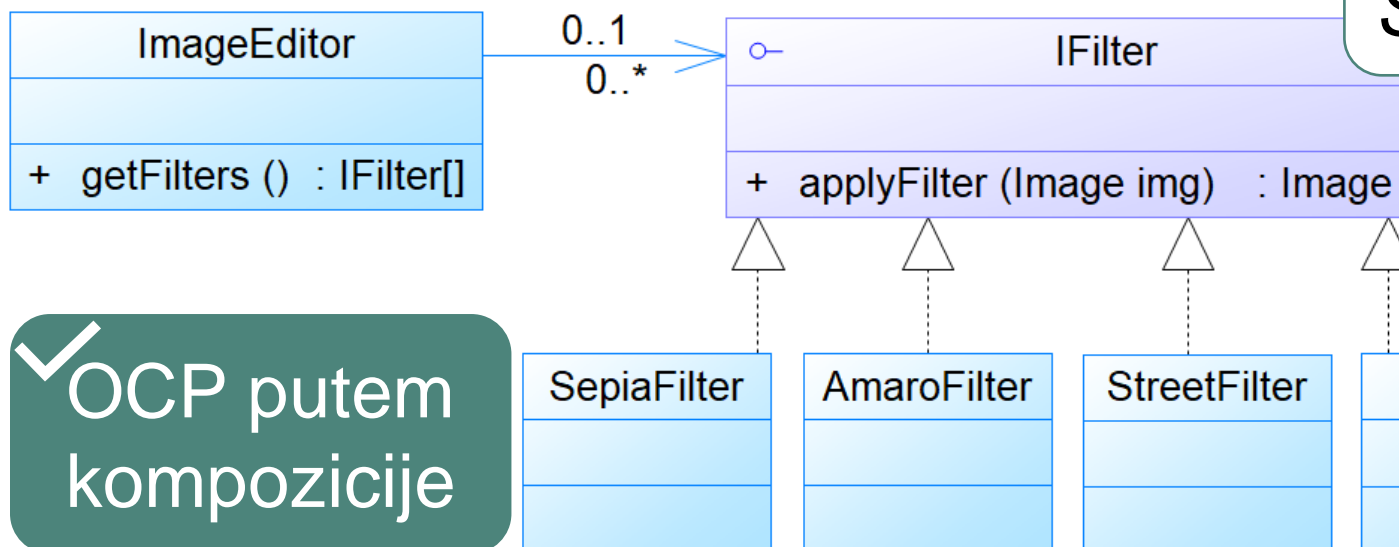 ImageEditor
0..1
0..*
IFilter
+ getFilters () : IFilter[]
+ applyFilter (Image img) : Image
OCP putem
kompozicije
SepiaFilter
AmaroFilter
StreetFilter